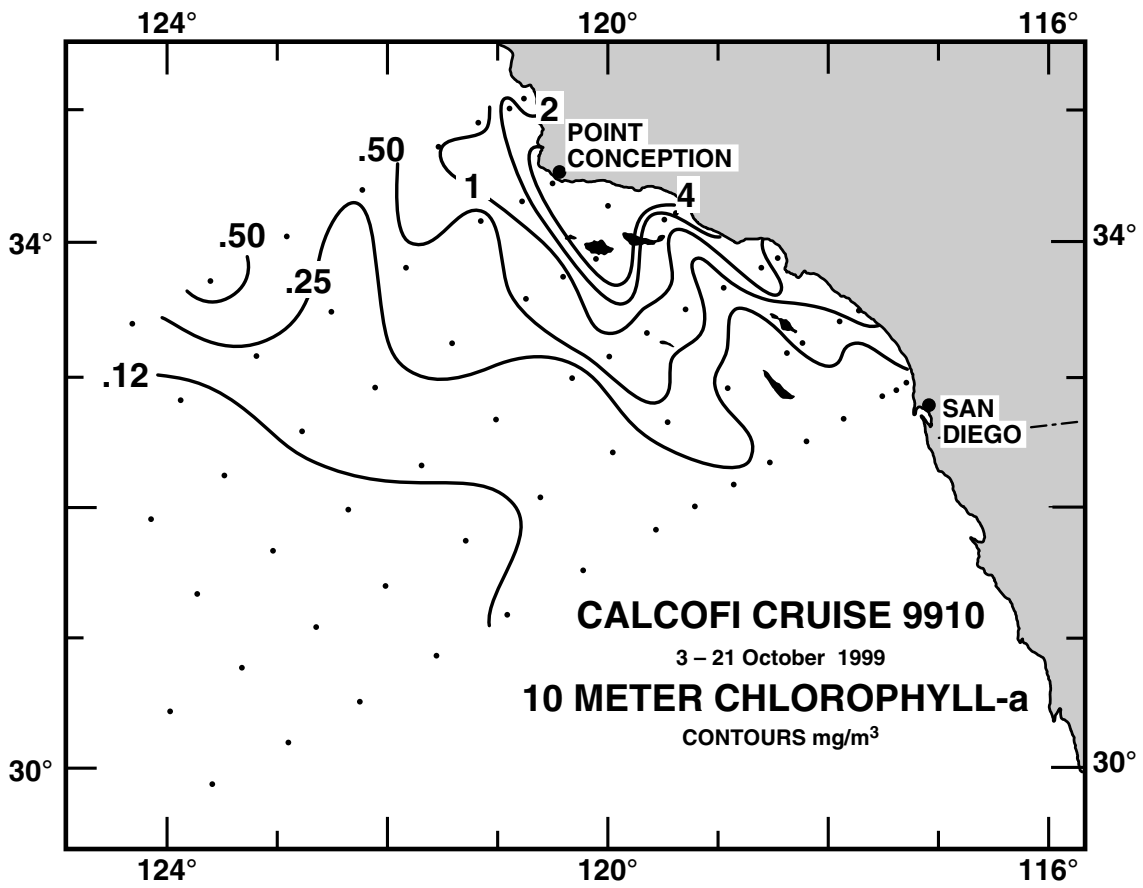 124° 120° 116°
2
POINT
CONCEPTION
.50
1
4
34° 34°
.50
.25
.12
SAN
DIEGO
CALCOFI CRUISE 9910
3 – 21 October 1999
10 METER CHLOROPHYLL-a
CONTOURS mg/m³
30° 30°
124° 120° 116°